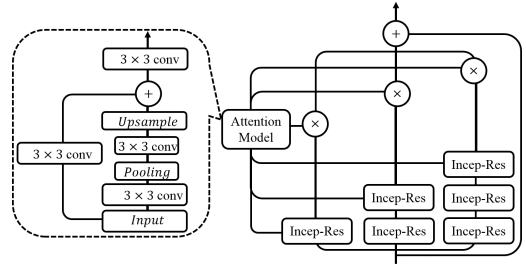 3 × 3 conv
+
Upsample
3 × 3 conv
3 × 3 conv
Pooling
3 × 3 conv
Input
Attention
Model
+
×
×
×
Incep-Res
Incep-Res
Incep-Res
Incep-Res
Incep-Res
Incep-Res